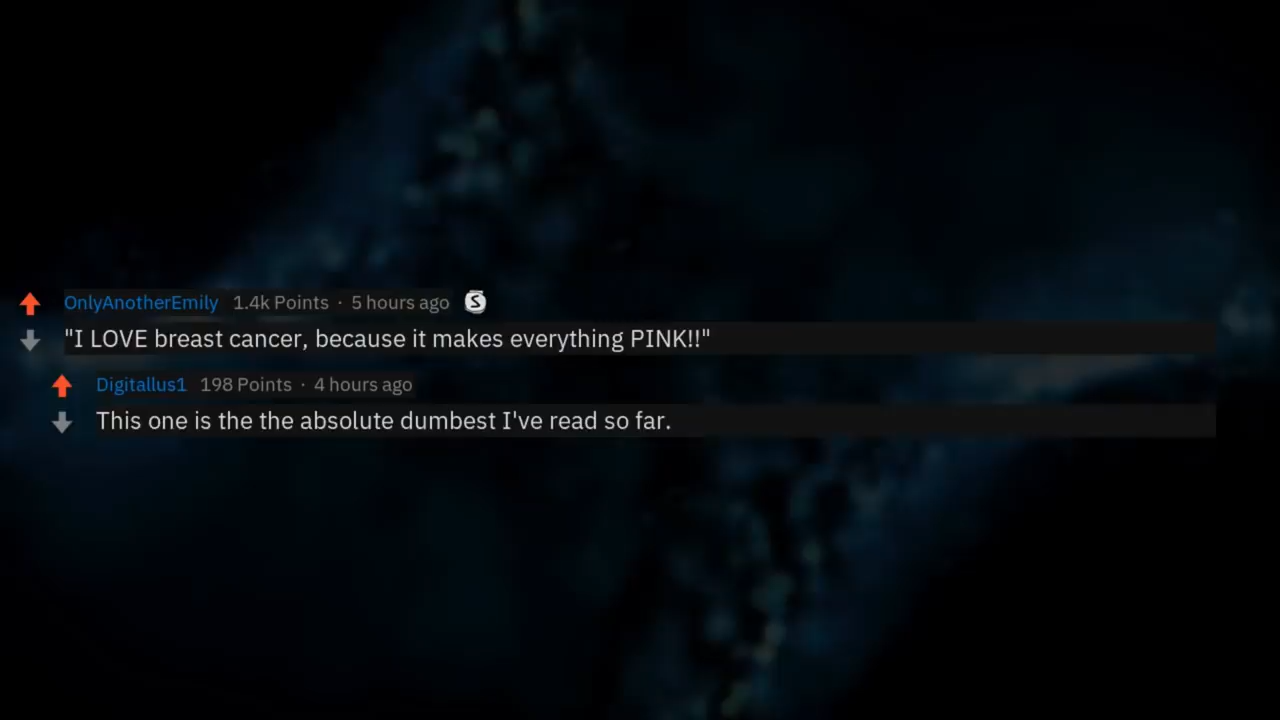 OnlyAnotherEmily 1.4k Points · 5 hours ago S
"I LOVE breast cancer, because it makes everything PINK!!"
Digitallus1 198 Points · 4 hours ago
This one is the the absolute dumbest I've read so far.